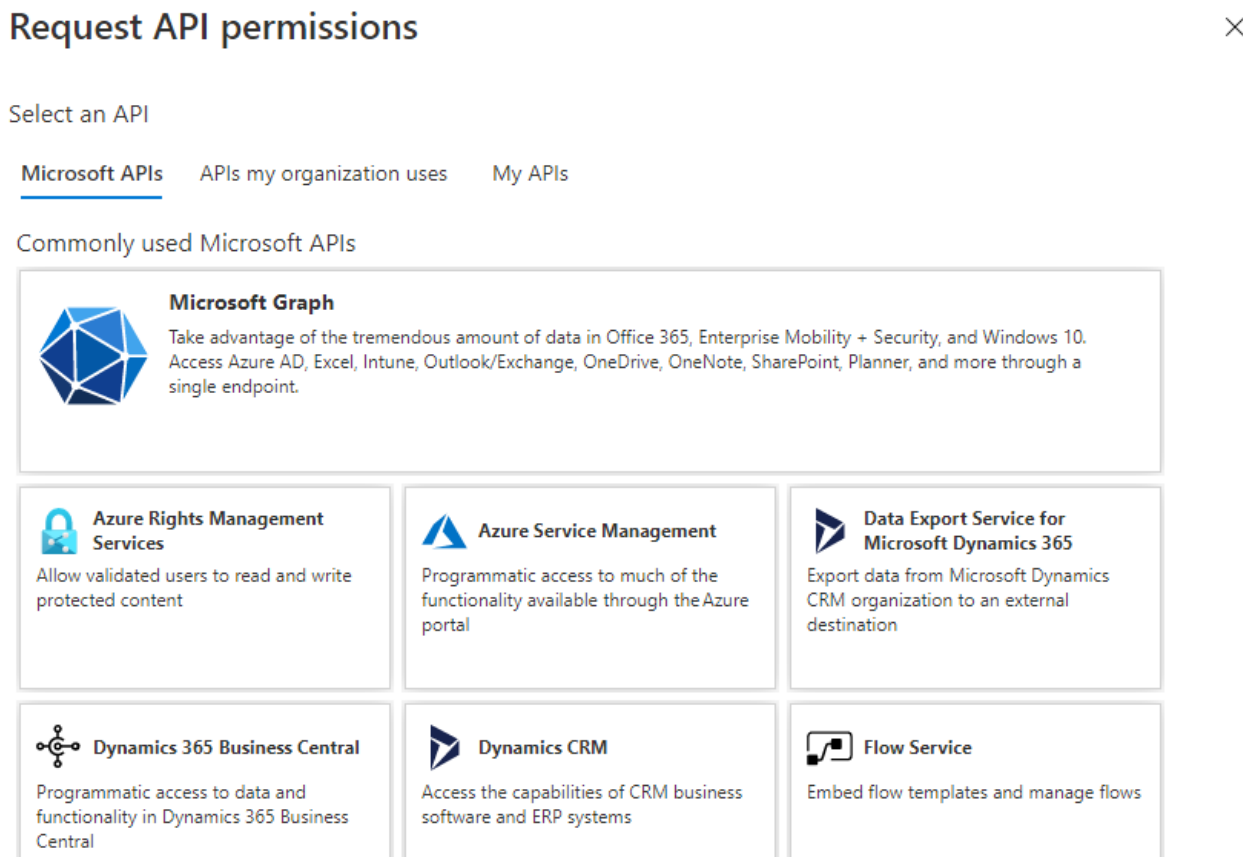 Request API permissions
Select an API
Microsoft APIs
APIs my organization uses
My APIs
Commonly used Microsoft APIs
Microsoft Graph
Take advantage of the tremendous amount of data in Office 365, Enterprise Mobility + Security, and Windows 10.
Access Azure AD, Excel, Intune, Outlook/Exchange, OneDrive, OneNote, SharePoint, Planner, and more through a
single endpoint.
Azure Rights Management
Services
Allow validated users to read and write
protected content
Azure Service Management
Programmatic access to much of the
functionality available through the Azure
portal
Data Export Service for
Microsoft Dynamics 365
Export data from Microsoft Dynamics
CRM organization to an external
destination
Dynamics 365 Business Central
Programmatic access to data and
functionality in Dynamics 365 Business
Central
Dynamics CRM
Access the capabilities of CRM business
software and ERP systems
Flow Service
Embed flow templates and manage flows